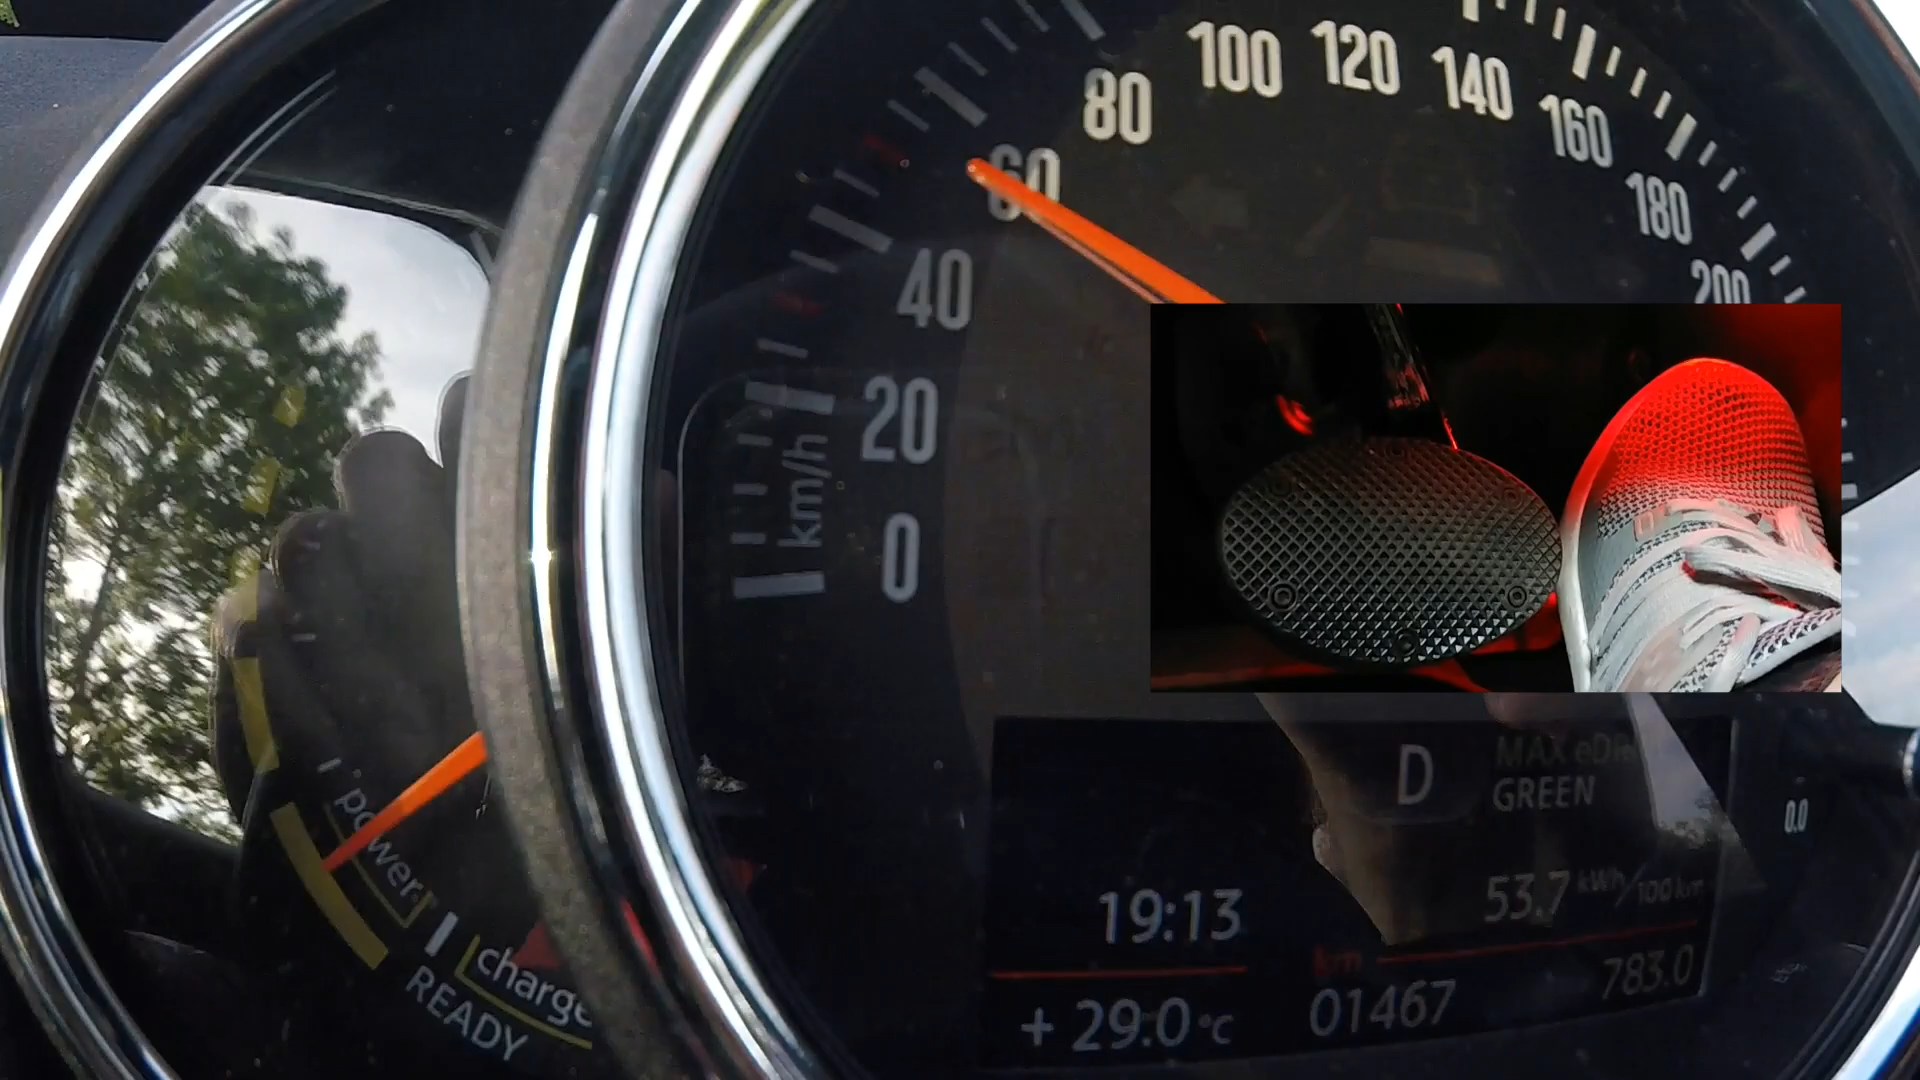 100 120
140
80
160
60
180
40
200
20
km/h
0
power
charge
READY
D
MAX eDR
GREEN
0.0
53.7 kWh/100 km
19:13
km
783.0
+ 29.0 °C
01467